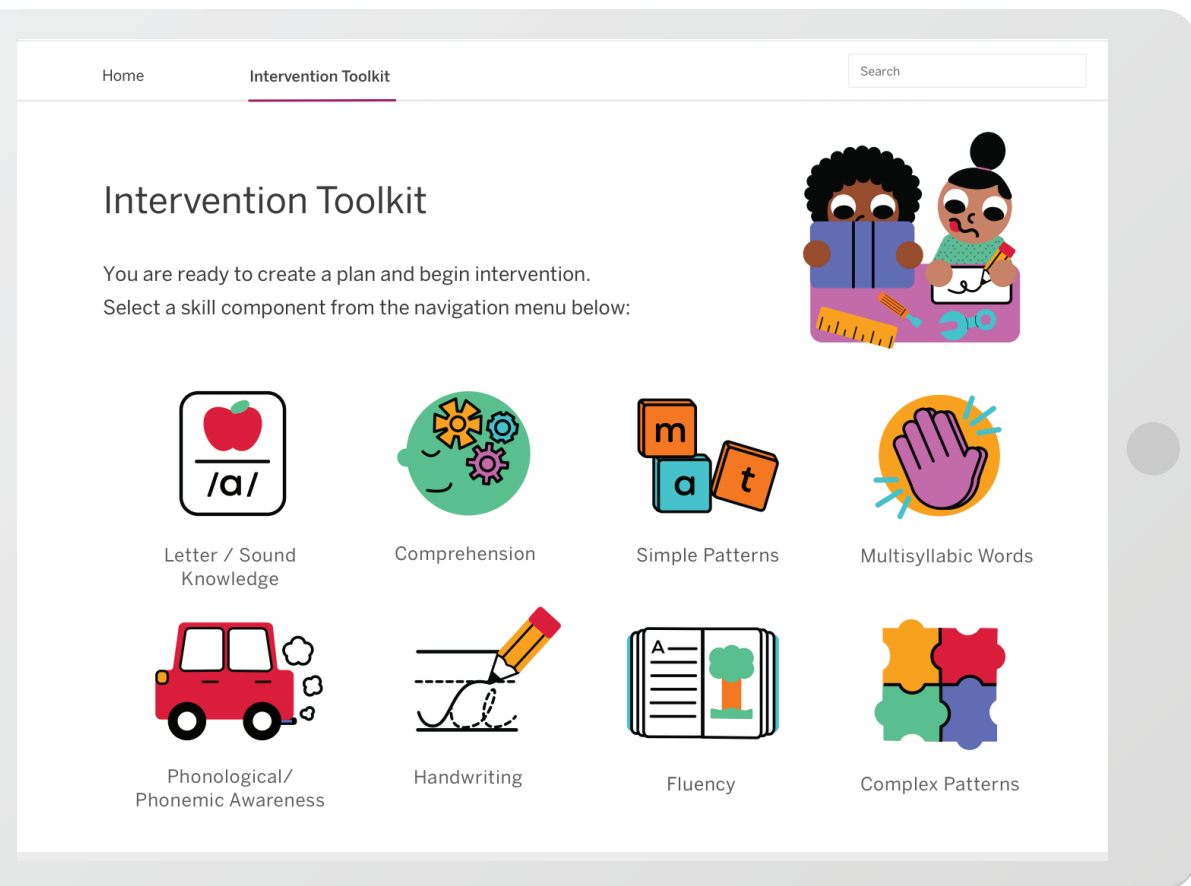 Home
Intervention Toolkit
Search
Intervention Toolkit
You are ready to create a plan and begin intervention.
Select a skill component from the navigation menu below:
/a/
m
a
t
Letter / Sound
Knowledge
Comprehension
Simple Patterns
Multisyllabic Words
A
Phonological/
Phonemic Awareness
Handwriting
Fluency
Complex Patterns